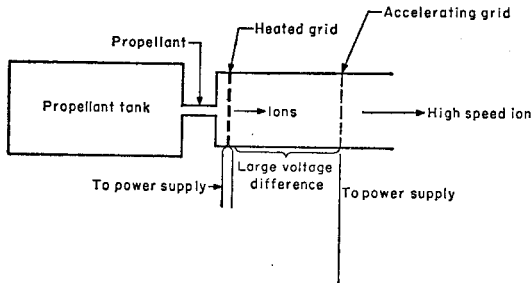 Accelerating grid
Propellant
Heated grid
Propellant tank
Ions
High speed ion
Large voltage
difference
To power supply
To power supply